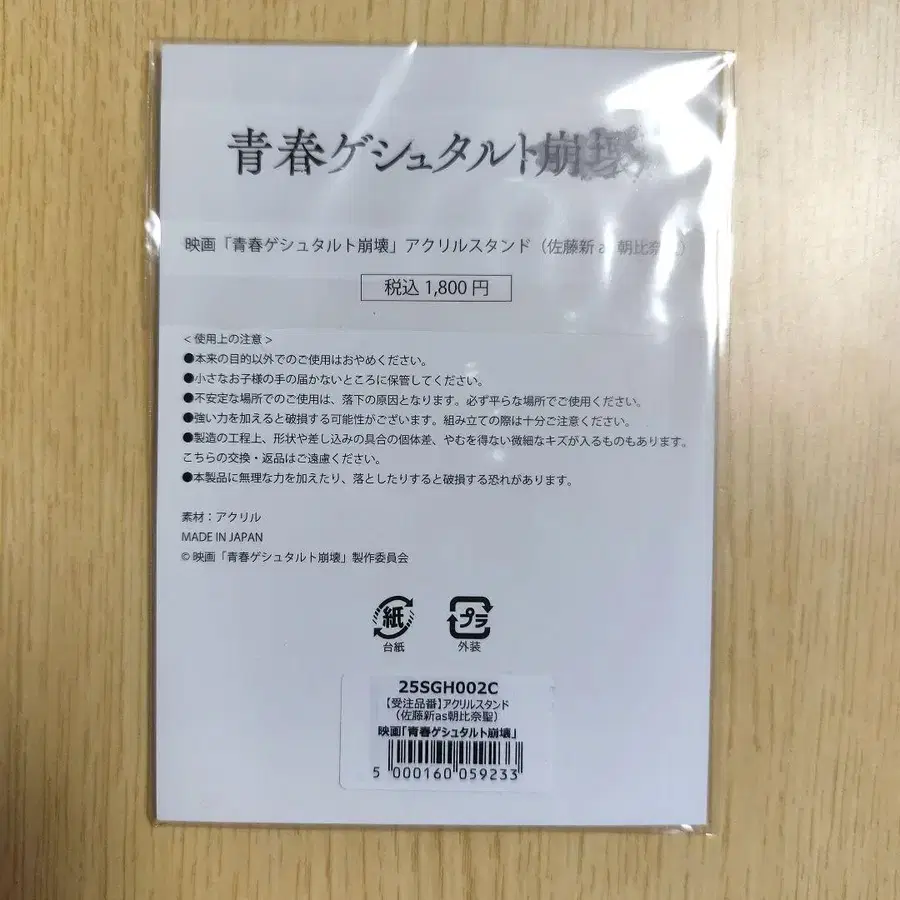 青春ゲシュタルト崩壊
映画「青春ゲシュタルト崩壊」アクリルスタンド（佐藤新 as 朝比奈聖）
税込 1,800 円
＜使用上の注意＞
●本来の目的以外でのご使用はおやめください。
●小さなお子様の手の届かないところに保管してください。
●不安定な場所でのご使用は、落下の原因となります。必ず平らな場所でご使用ください。
●強い力を加えると破損する可能性がございます。組み立ての際は十分ご注意ください。
●製造の工程上、形状や差し込みの具合の個体差、やむを得ない微細なキズが入るものもあります。
こちらの交換・返品はご遠慮ください。
●本製品に無理な力を加えたり、落としたりすると破損する恐れがあります。
素材：アクリル
MADE IN JAPAN
© 映画「青春ゲシュタルト崩壊」製作委員会
紙 プラ
台紙 外装
25SGH002C
【受注品番】アクリルスタンド
（佐藤新as朝比奈聖）
映画「青春ゲシュタルト崩壊」
5 000160 059233